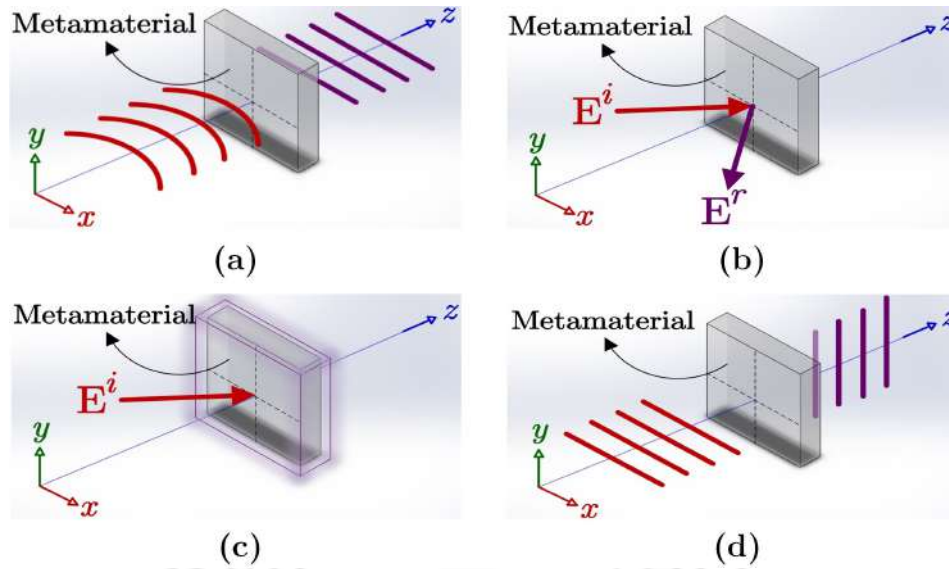 Metamaterial
z
y
x
(a)
Metamaterial
z
E^i
E^r
y
x
(b)
Metamaterial
z
E^i
y
x
(c)
Metamaterial
z
y
x
(d)